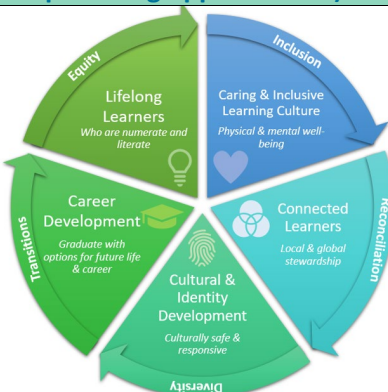 Equity
Inclusion
Lifelong
Learners
Who are numerate and
literate
Caring & Inclusive
Learning Culture
Physical & mental well-
being
Career
Development
Graduate with
options for future life
& career
Connected
Learners
Local & global
stewardship
Transitions
Reconciliation
Cultural &
Identity
Development
Culturally safe &
responsive
Diversity